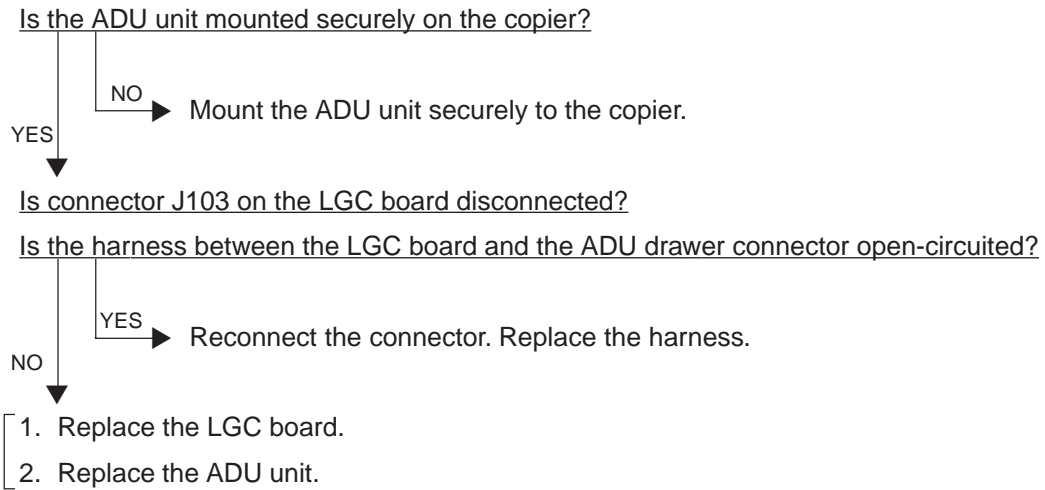 Is the ADU unit mounted securely on the copier?
NO
Mount the ADU unit securely to the copier.
YES
Is connector J103 on the LGC board disconnected?
Is the harness between the LGC board and the ADU drawer connector open-circuited?
YES
Reconnect the connector. Replace the harness.
NO
1. Replace the LGC board.
2. Replace the ADU unit.